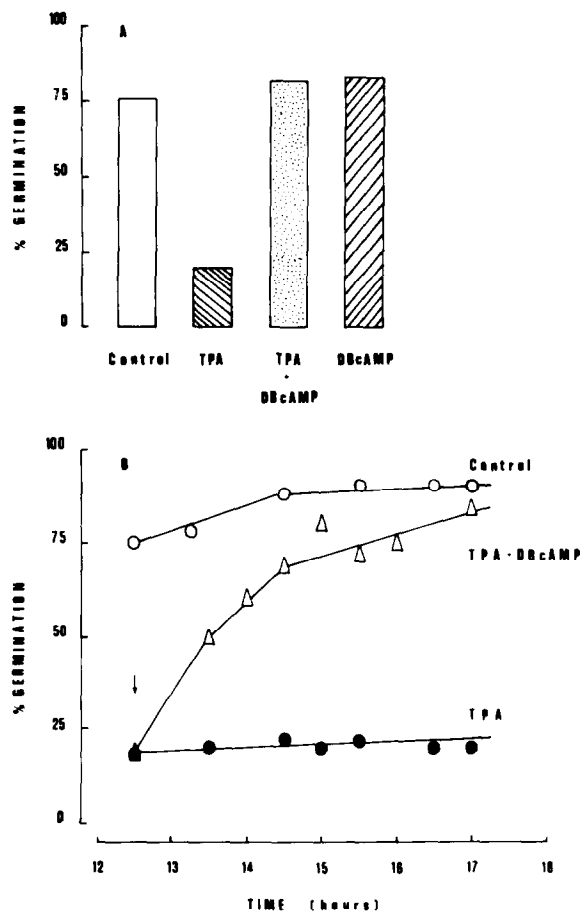 A
100
75
50
25
0
% GERMINATION
Control
TPA
TPA
+
DBcAMP
DBcAMP
B
100
75
50
25
0
% GERMINATION
Control
TPA + DBcAMP
TPA
12 13 14 15 16 17 18
TIME (hours)